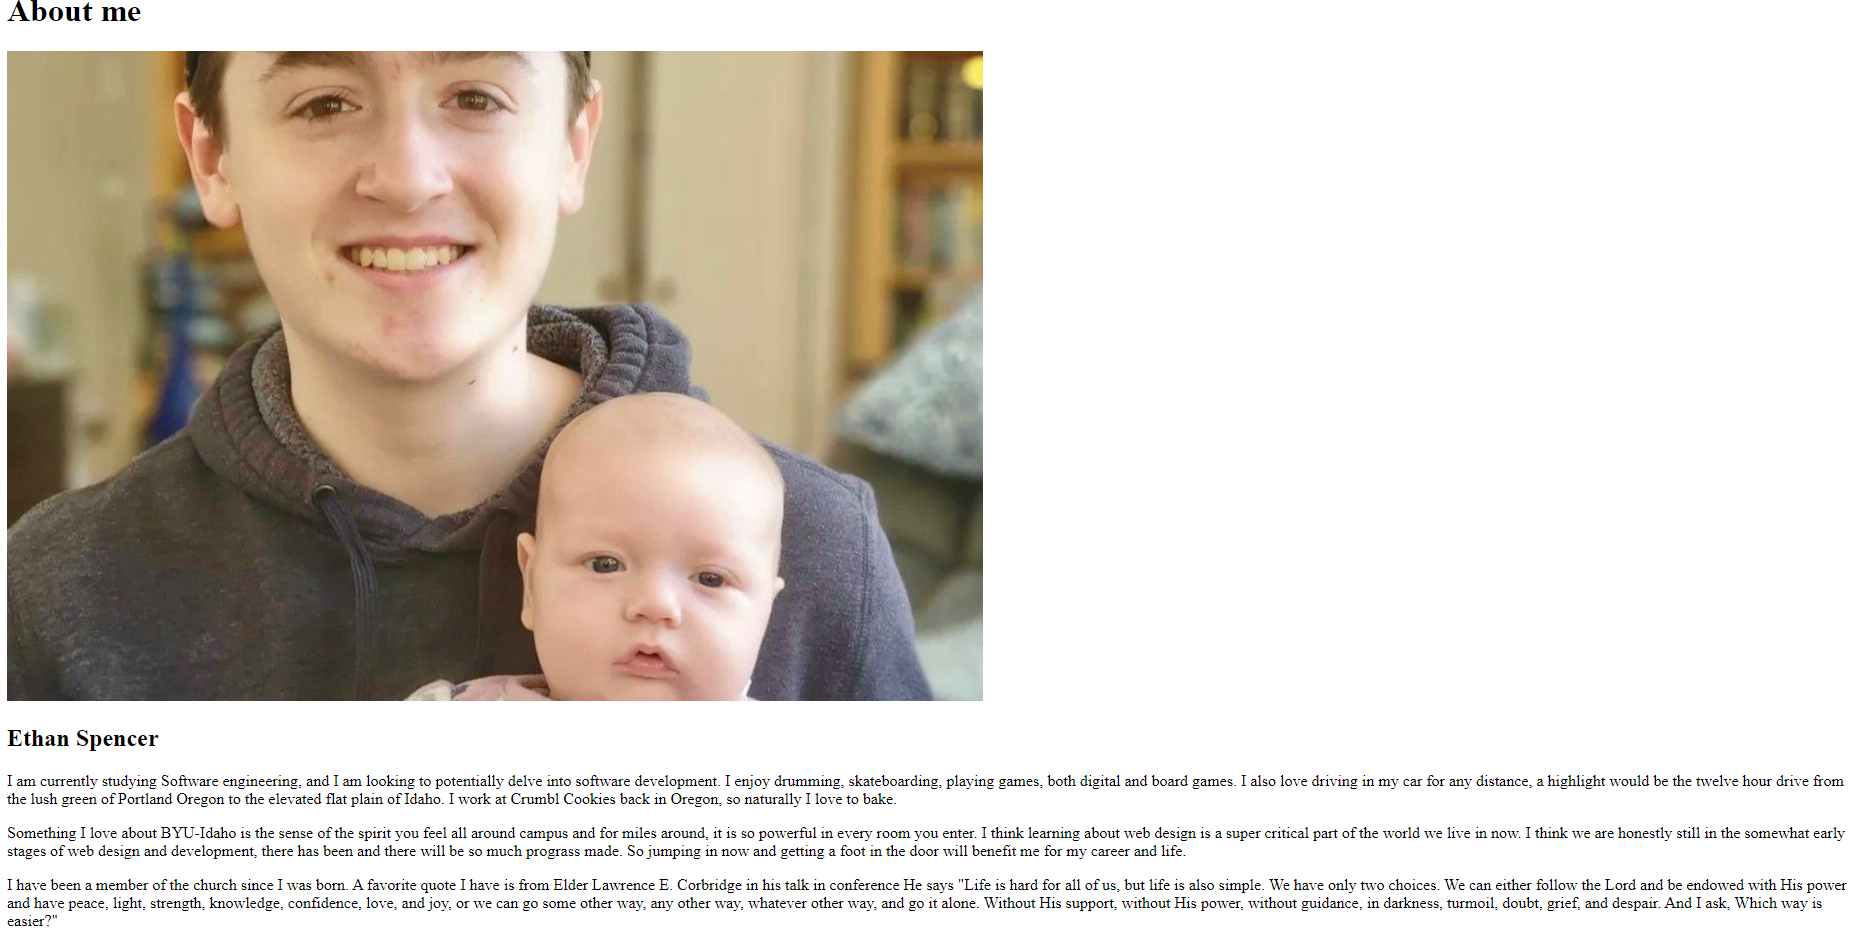 About me
Ethan Spencer
I am currently studying Software engineering, and I am looking to potentially delve into software development. I enjoy drumming, skateboarding, playing games, both digital and board games. I also love driving in my car for any distance, a highlight would be the twelve hour drive from
the lush green of Portland Oregon to the elevated flat plain of Idaho. I work at Crumbl Cookies back in Oregon, so naturally I love to bake.
Something I love about BYU-Idaho is the sense of the spirit you feel all around campus and for miles around, it is so powerful in every room you enter. I think learning about web design is a super critical part of the world we live in now. I think we are honestly still in the somewhat early
stages of web design and development, there has been and there will be so much prograss made. So jumping in now and getting a foot in the door will benefit me for my career and life.
I have been a member of the church since I was born. A favorite quote I have is from Elder Lawrence E. Corbridge in his talk in conference He says "Life is hard for all of us, but life is also simple. We have only two choices. We can either follow the Lord and be endowed with His power
and have peace, light, strength, knowledge, confidence, love, and joy, or we can go some other way, any other way, whatever other way, and go it alone. Without His support, without His power, without guidance, in darkness, turmoil, doubt, grief, and despair. And I ask, Which way is
easier?"